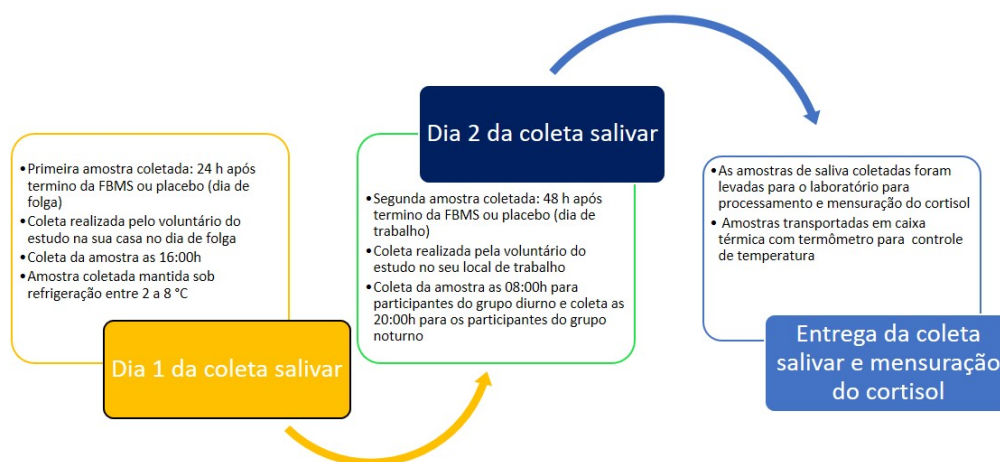 •Primeira amostra coletada: 24 h após
termino da FBMS ou placebo (dia de
folga)
•Coleta realizada pelo voluntário do
estudo na sua casa no dia de folga
•Coleta da amostra as 16:00h
•Amostra coletada mantida sob
refrigeração entre 2 a 8 °C
Dia 1 da coleta salivar
Dia 2 da coleta salivar
•Segunda amostra coletada: 48 h após
termino da FBMS ou placebo (dia de
trabalho)
•Coleta realizada pela voluntário do
estudo no seu local de trabalho
•Coleta da amostra as 08:00h para
participantes do grupo diurno e coleta as
20:00h para os participantes do grupo
noturno
•As amostras de saliva coletadas foram
levadas para o laboratório para
processamento e mensuração do cortisol
• Amostras transportadas em caixa
térmica com termômetro para controle
de temperatura
Entrega da coleta
salivar e mensuração
do cortisol